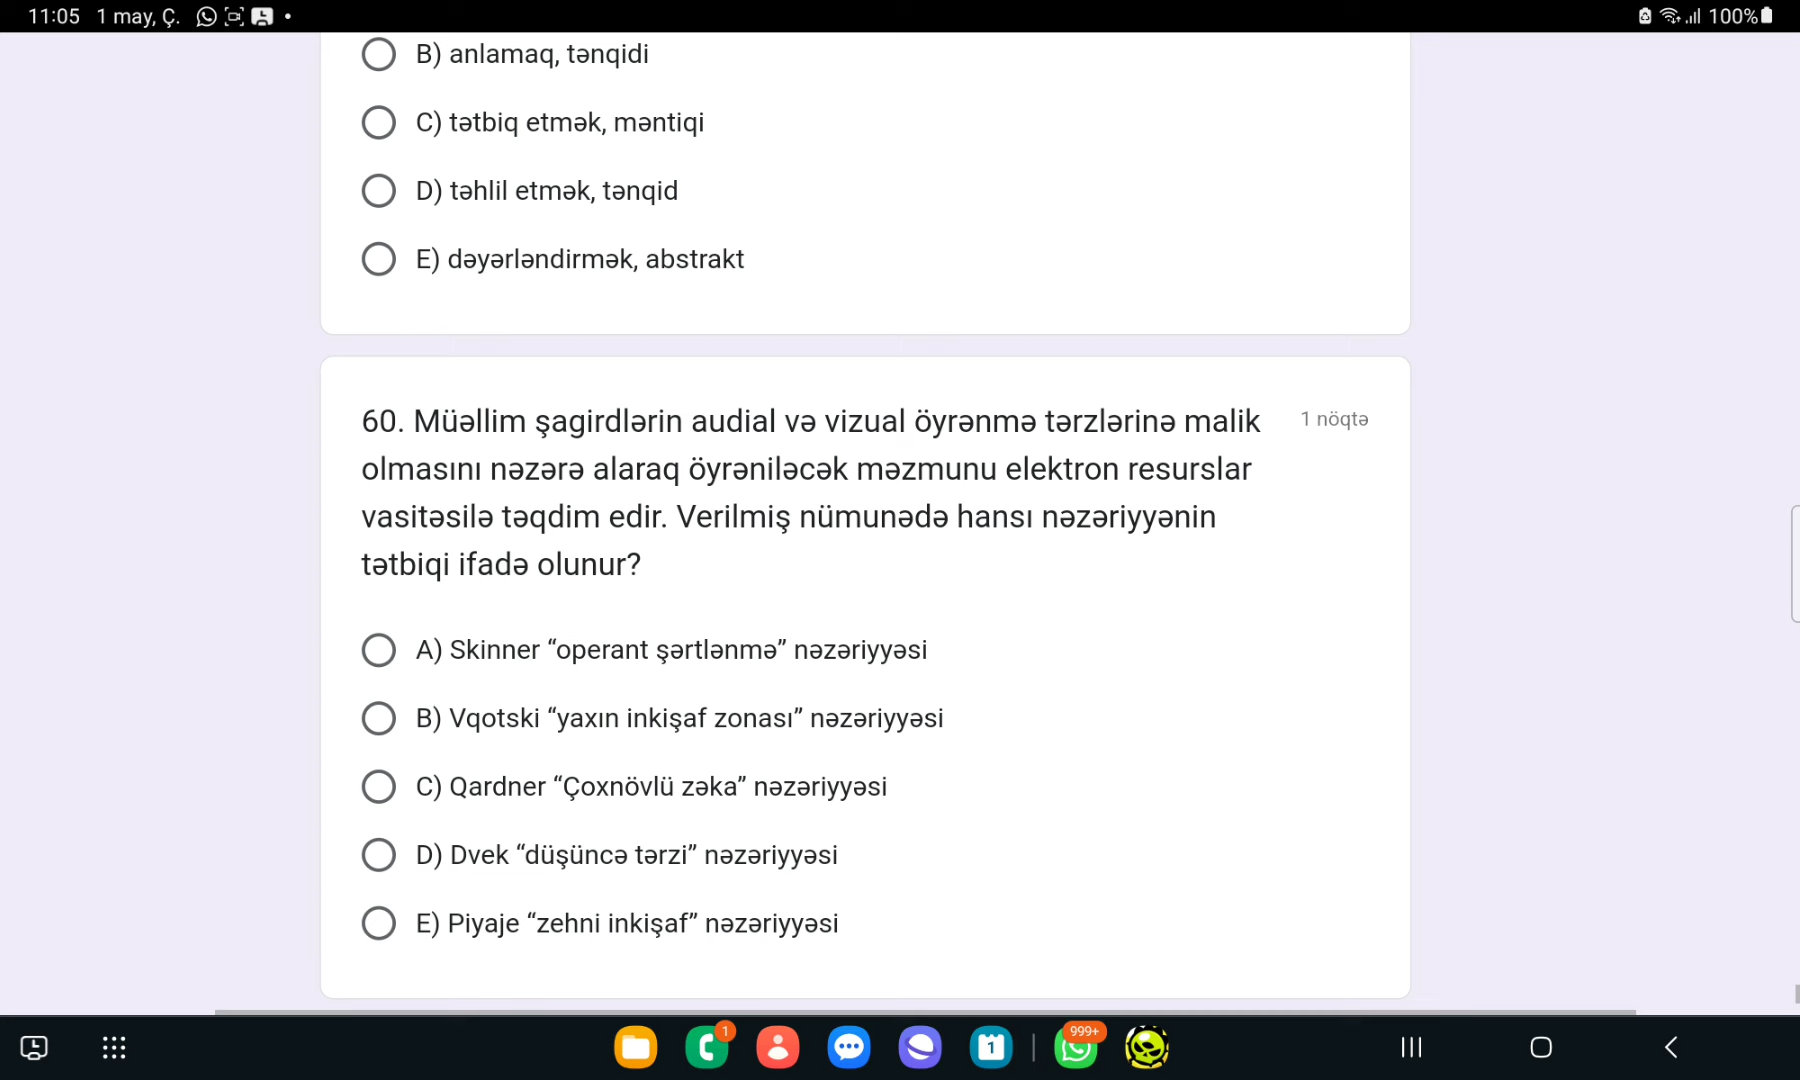 11:05 1 may, Ç.
100%
B) anlamaq, tənqidi
C) tətbiq etmək, məntiqi
D) təhlil etmək, tənqid
E) dəyərləndirmək, abstrakt
60. Müəllim şagirdlərin audial və vizual öyrənmə tərzlərinə malik
1 nöqtə
olmasını nəzərə alaraq öyrəniləcək məzmunu elektron resurslar
vasitəsilə təqdim edir. Verilmiş nümunədə hansı nəzəriyyənin
tətbiqi ifadə olunur?
A) Skinner “operant şərtlənmə” nəzəriyyəsi
B) Vqotski “yaxın inkişaf zonası” nəzəriyyəsi
C) Qardner “Çoxnövlü zəka” nəzəriyyəsi
D) Dvek “düşüncə tərzi” nəzəriyyəsi
E) Piyaje “zehni inkişaf” nəzəriyyəsi
1
1
999+